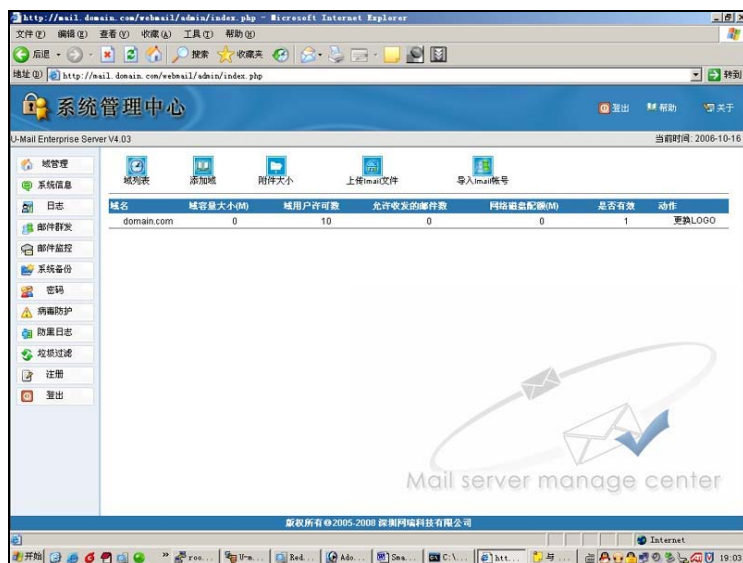 http://mail.domain.com/webmail/admin/index.php - Microsoft Internet Explorer
文件(F) 编辑(E) 查看(V) 收藏(A) 工具(T) 帮助(H)
后退 搜索 收藏夹
地址(D) http://mail.domain.com/webmail/admin/index.php 转到
系统管理中心 登出 帮助 关于
U-Mail Enterprise Server V4.03 当前时间: 2006-10-16
域管理
系统信息
日志
邮件群发
邮件监控
系统备份
密码
病毒防护
防黑日志
垃圾过滤
注册
登出
域列表 添加域 附件大小 上传Imail文件 导入Imail帐号
域名 域容量大小(M) 域用户许可数 允许收发的邮件数 网络磁盘配额(M) 是否有效 动作
domain.com 0 10 0 0 1 更换LOGO
Mail server manage center
版权所有©2005-2008 深圳网瑞科技有限公司
Internet
开始 roo... U-m... Red... Ado... Sma... C:\... htt... 与 ... 19:03